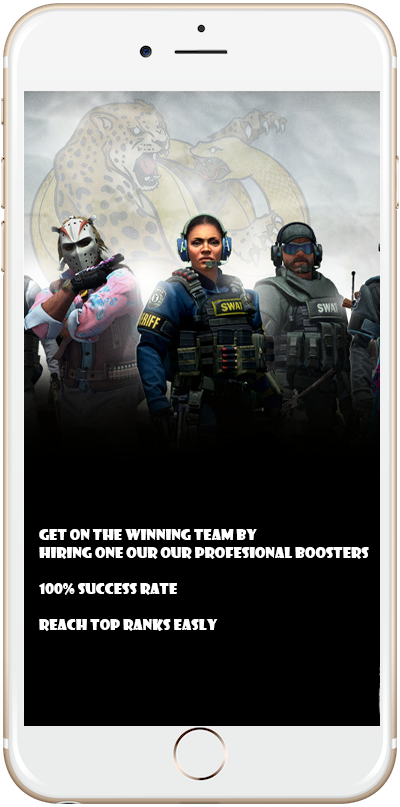 SWAT
SHERIFF
SWAT
GET ON THE WINNING TEAM BY
HIRING ONE OUR OUR PROFESIONAL BOOSTERS
100% SUCCESS RATE
REACH TOP RANKS EASLY